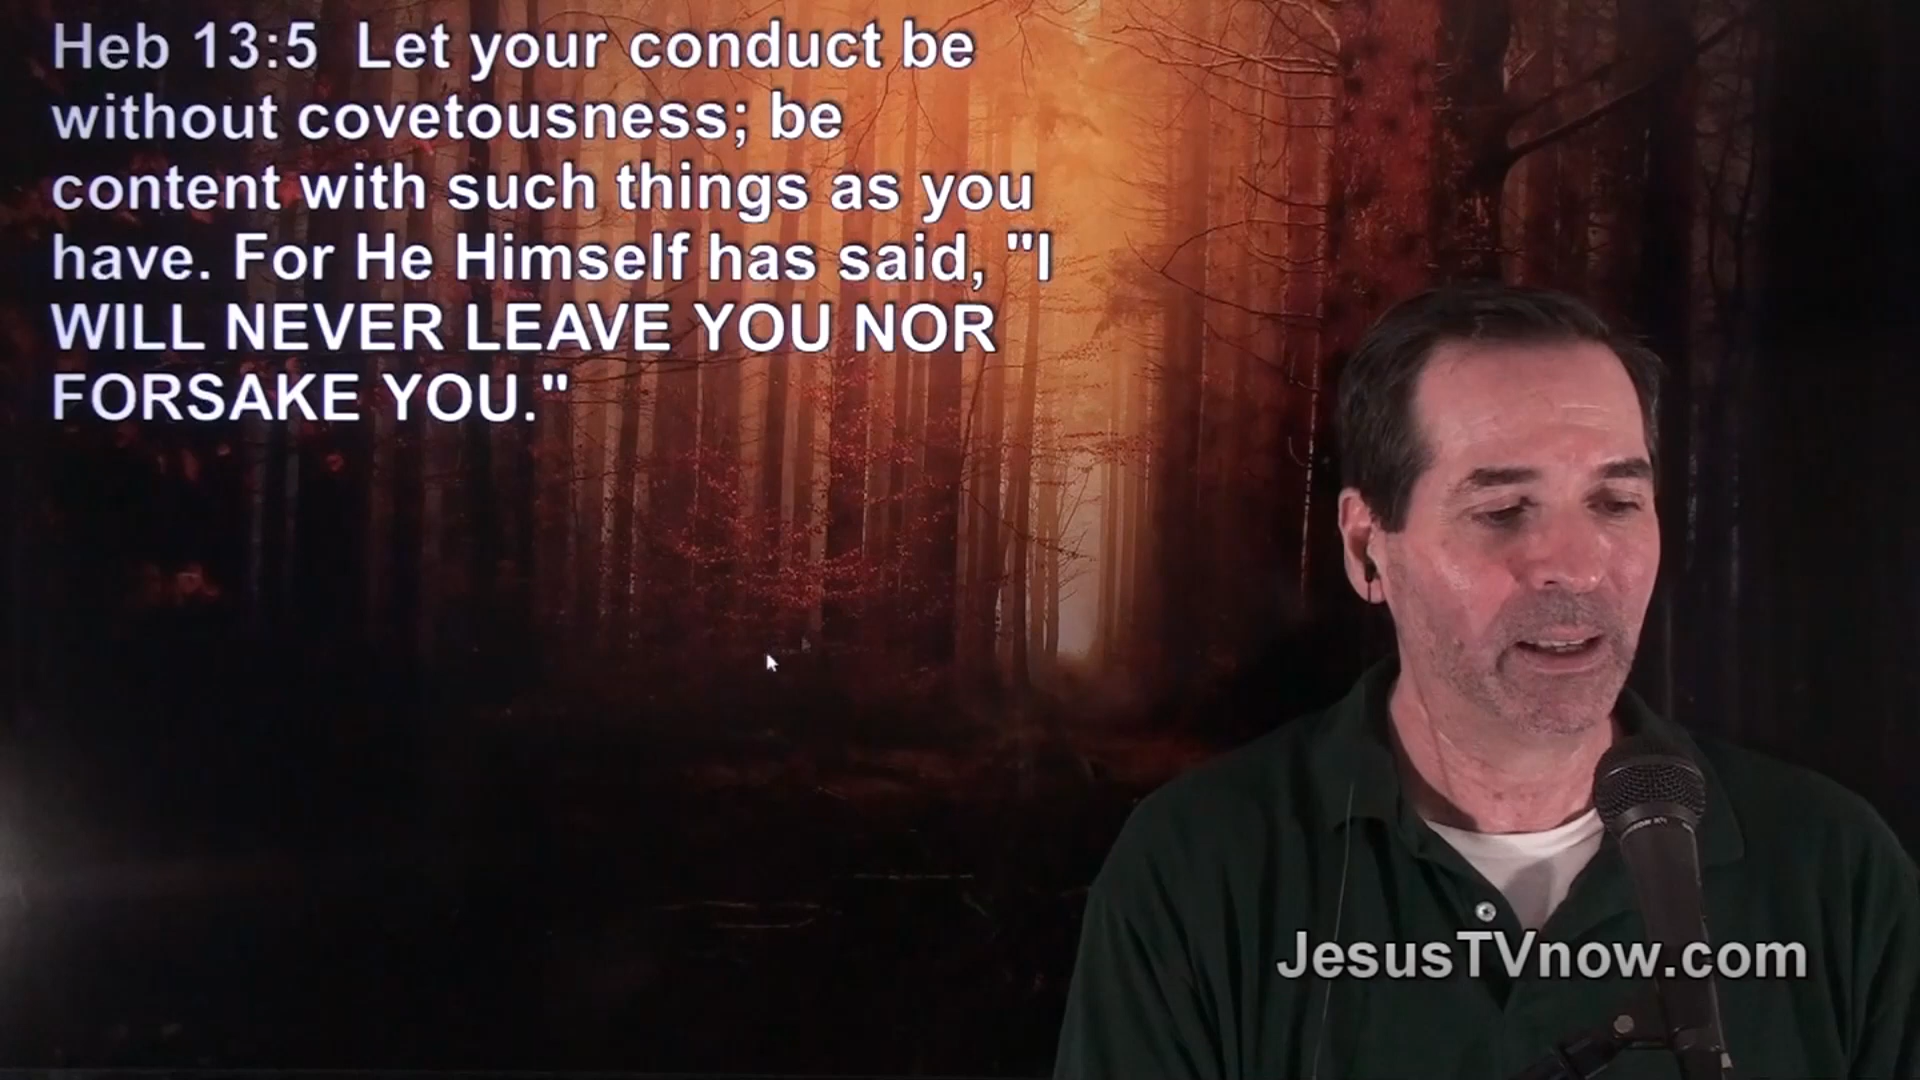 Heb 13:5  Let your conduct be
without covetousness; be
content with such things as you
have. For He Himself has said, "I
WILL NEVER LEAVE YOU NOR
FORSAKE YOU."
JesusTVnow.com